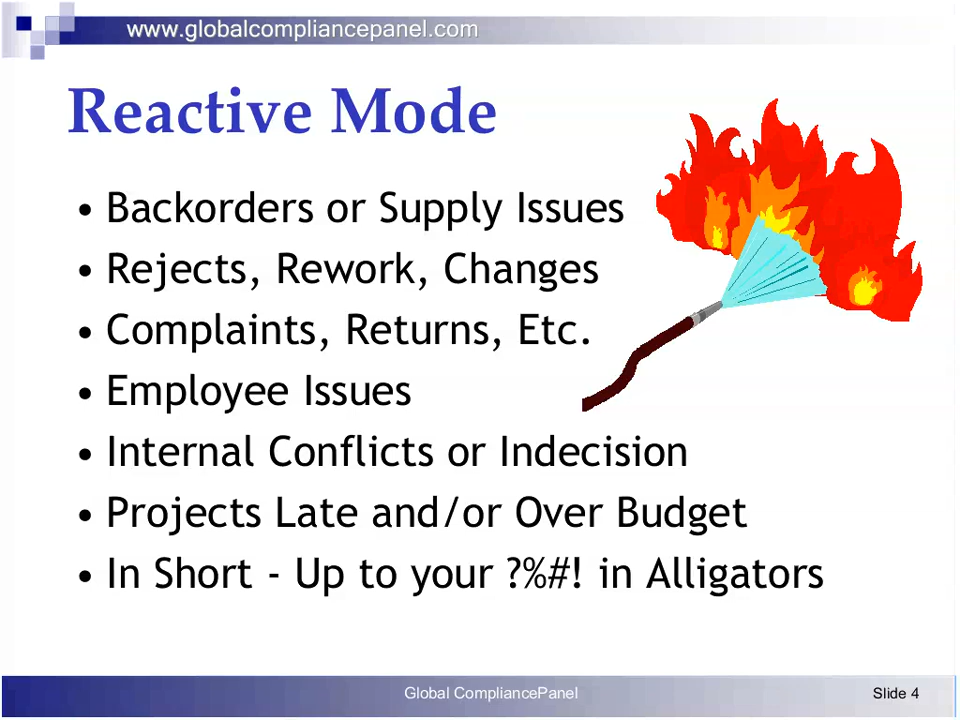 www.globalcompliancepanel.com
Reactive Mode
• Backorders or Supply Issues
• Rejects, Rework, Changes
• Complaints, Returns, Etc.
• Employee Issues
• Internal Conflicts or Indecision
• Projects Late and/or Over Budget
• In Short - Up to your ?%#! in Alligators
Global CompliancePanel
Slide 4